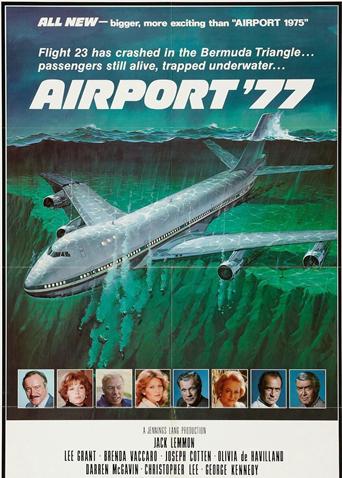 ALL NEW— bigger, more exciting than "AIRPORT 1975"
Flight 23 has crashed in the Bermuda Triangle...
passengers still alive, trapped underwater...
AIRPORT '77
A JENNINGS LANG PRODUCTION
JACK LEMMON
LEE GRANT · BRENDA VACCARO · JOSEPH COTTEN · OLIVIA de HAVILLAND
DARREN McGAVIN · CHRISTOPHER LEE · GEORGE KENNEDY